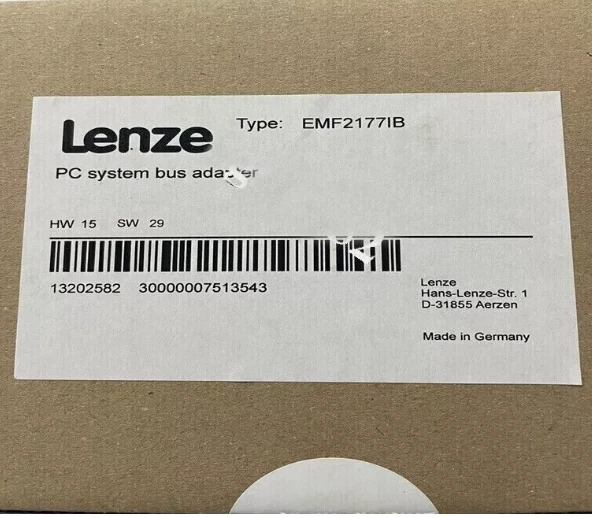 Lenze
Type: EMF2177IB
PC system bus adapter
HW 15 SW 29
13202582 30000007513543
Lenze
Hans-Lenze-Str. 1
D-31855 Aerzen
Made in Germany